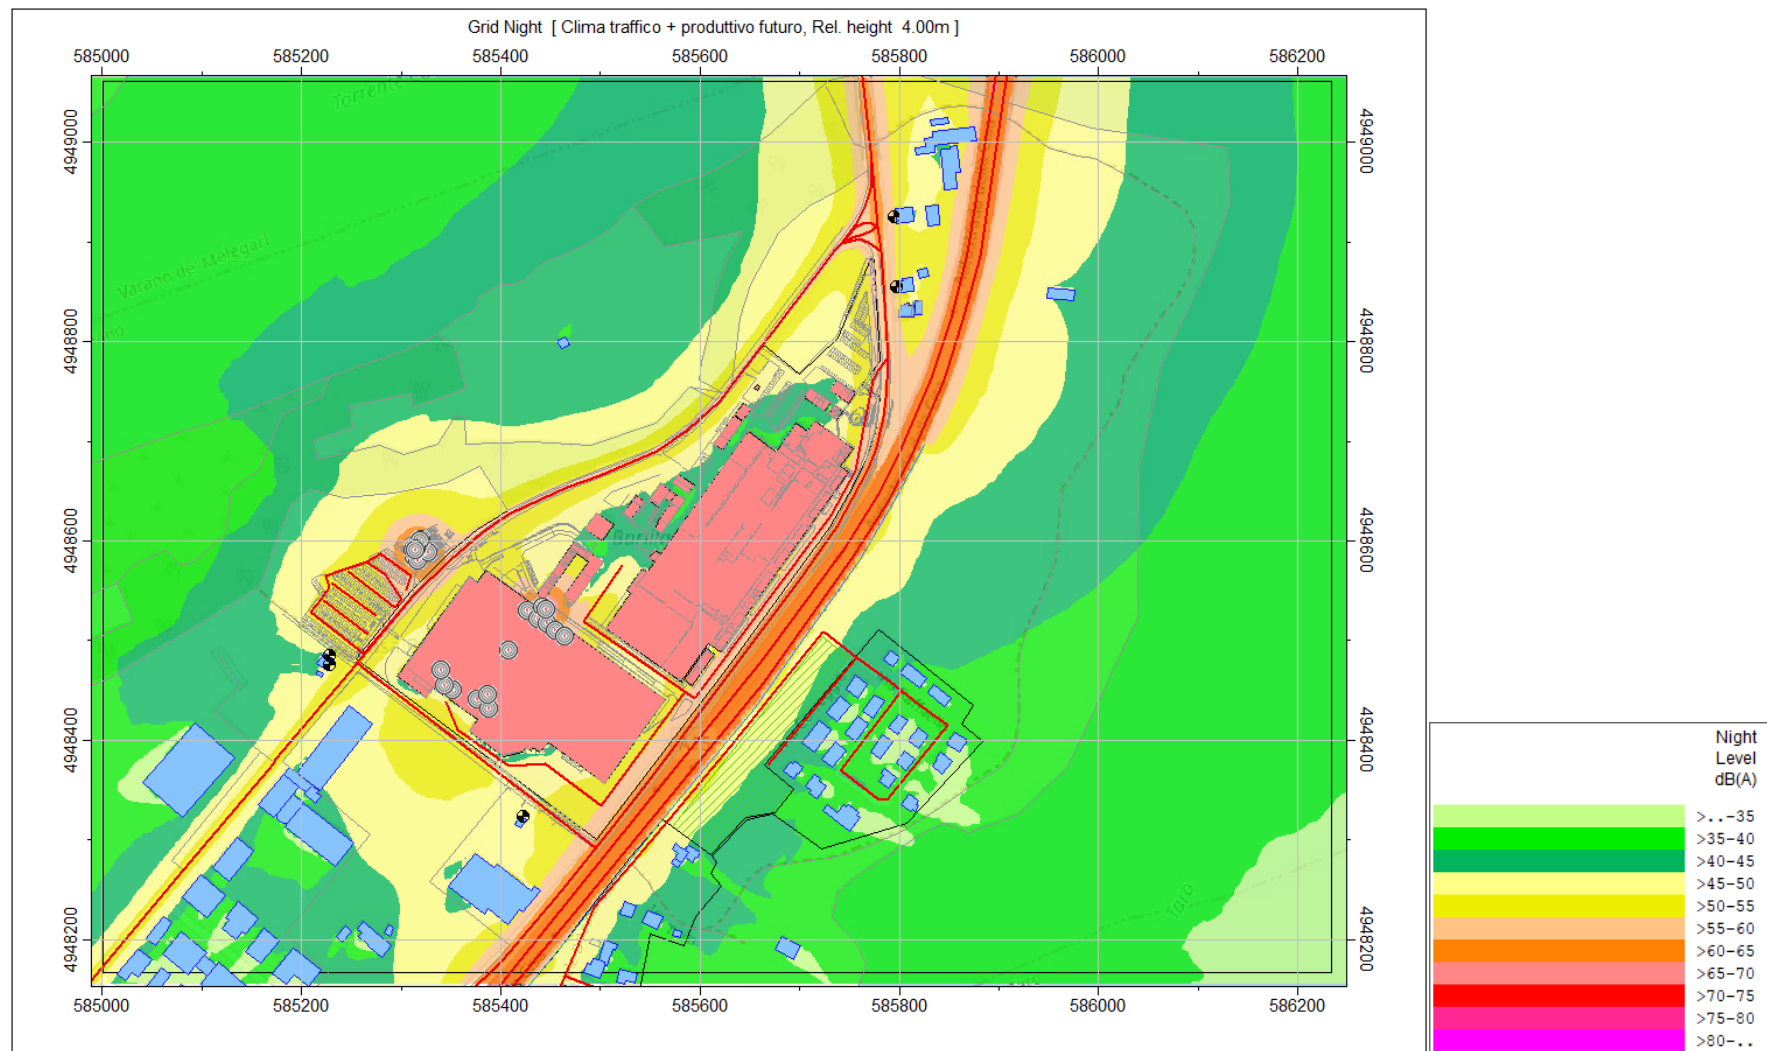 Grid Night [ Clima traffico + produttivo futuro, Rel. height 4.00m ]
585000 585200 585400 585600 585800 586000 586200
4949000 4949000
4948800 4948800
4948600 4948600
4948400 4948400
4948200 4948200
585000 585200 585400 585600 585800 586000 586200
Torrente
Varano de' Melegari
Barilla
Toro
Night
Level
dB(A)
>..-35
>35-40
>40-45
>45-50
>50-55
>55-60
>60-65
>65-70
>70-75
>75-80
>80-..